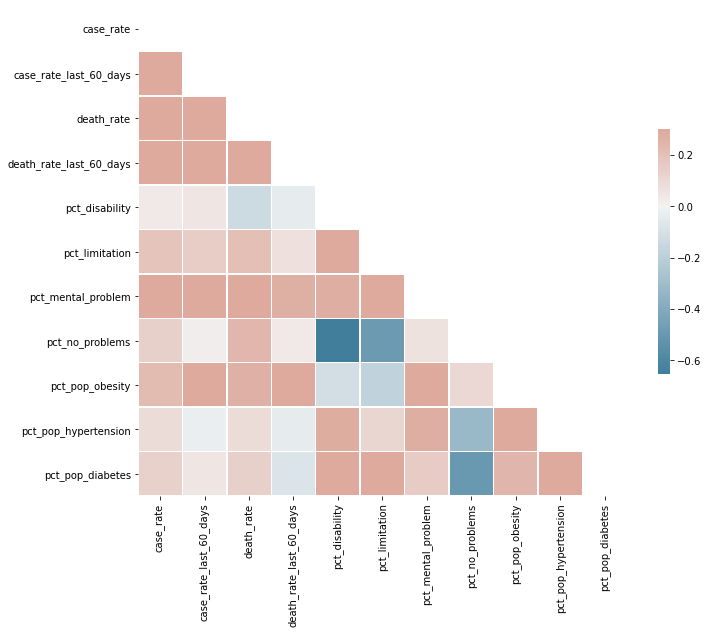 case_rate
case_rate_last_60_days
death_rate
death_rate_last_60_days
pct_disability
pct_limitation
pct_mental_problem
pct_no_problems
pct_pop_obesity
pct_pop_hypertension
pct_pop_diabetes
case_rate
case_rate_last_60_days
death_rate
death_rate_last_60_days
pct_disability
pct_limitation
pct_mental_problem
pct_no_problems
pct_pop_obesity
pct_pop_hypertension
pct_pop_diabetes
0.2
0.0
−0.2
−0.4
−0.6